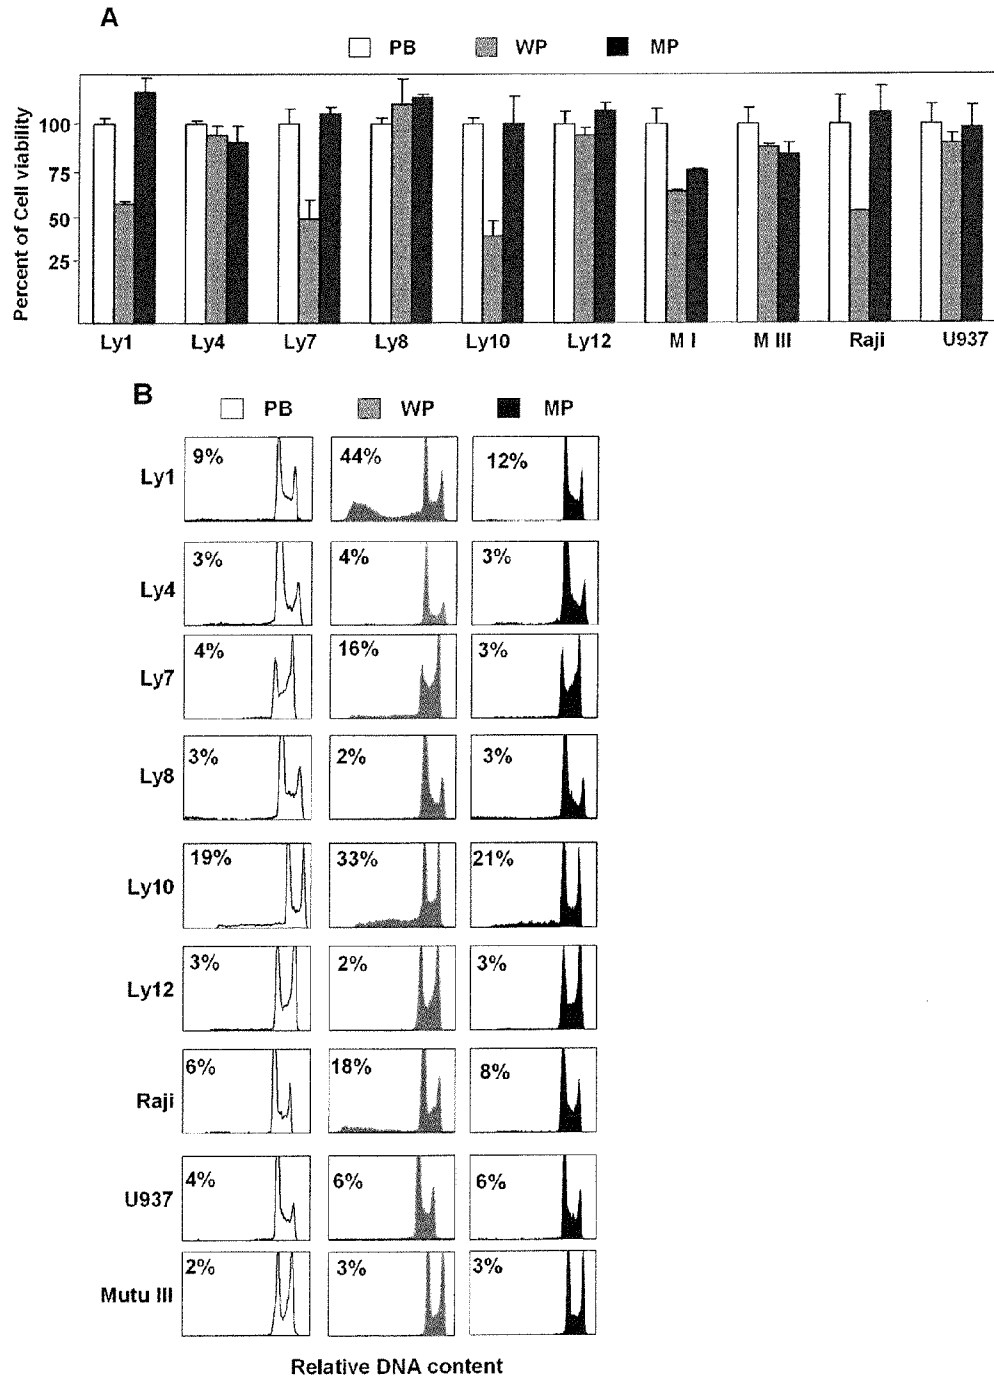 A
PB WP MP
Percent of Cell viability
100
75
50
25
Ly1 Ly4 Ly7 Ly8 Ly10 Ly12 M I M III Raji U937
B
PB WP MP
Ly1 9% 44% 12%
Ly4 3% 4% 3%
Ly7 4% 16% 3%
Ly8 3% 2% 3%
Ly10 19% 33% 21%
Ly12 3% 2% 3%
Raji 6% 18% 8%
U937 4% 6% 6%
Mutu III 2% 3% 3%
Relative DNA content